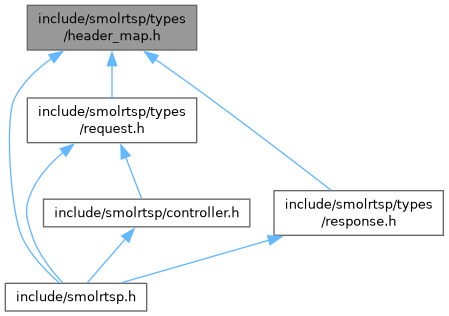 include/smolrtsp/types
/header_map.h
include/smolrtsp/types
/request.h
include/smolrtsp/controller.h
include/smolrtsp/types
/response.h
include/smolrtsp.h